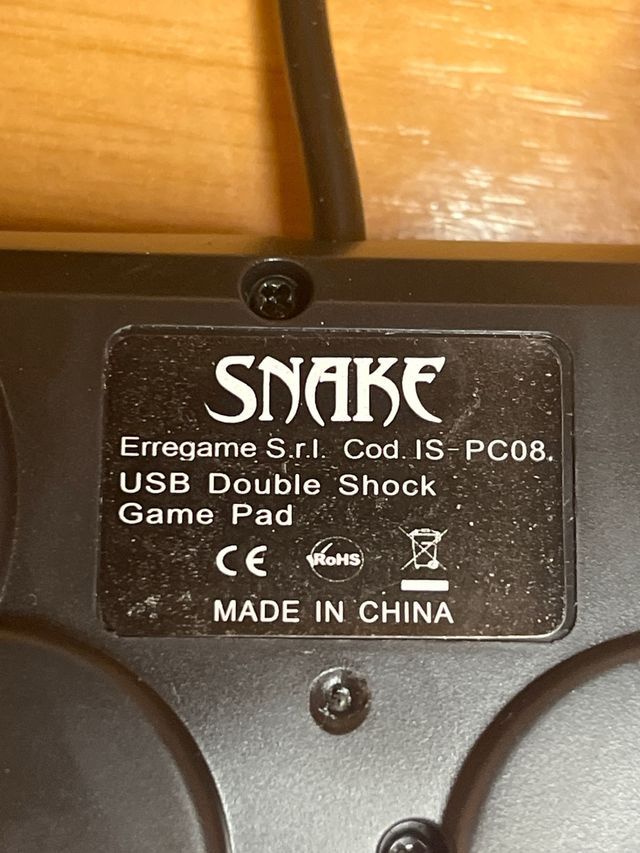 SNAKE
Erregame S.r.l. Cod. IS-PC08.
USB Double Shock
Game Pad
CE RoHS
MADE IN CHINA